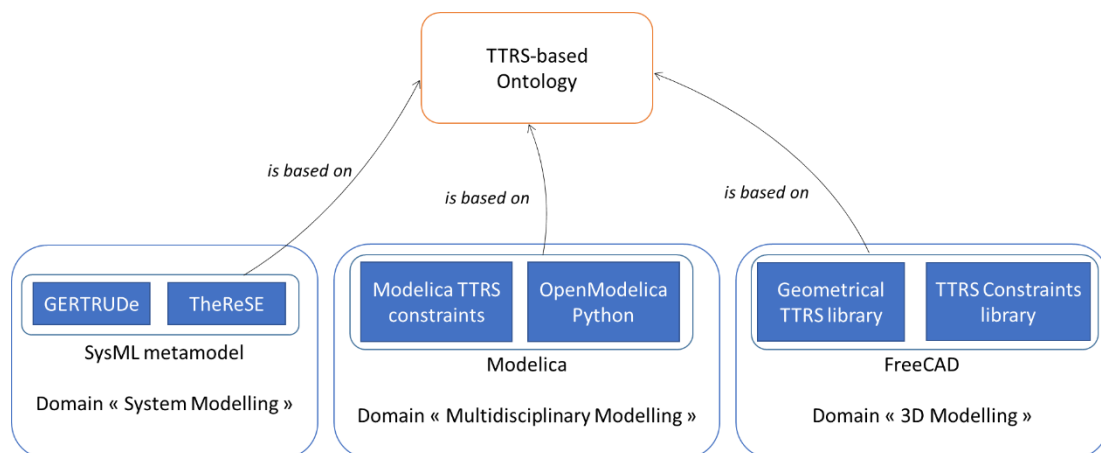 TTRS-based
Ontology
is based on
is based on
is based on
GERTRUDe
TheReSE
SysML metamodel
Domain « System Modelling »
Modelica TTRS
constraints
OpenModelica
Python
Modelica
Domain « Multidisciplinary Modelling »
Geometrical
TTRS library
TTRS Constraints
library
FreeCAD
Domain « 3D Modelling »